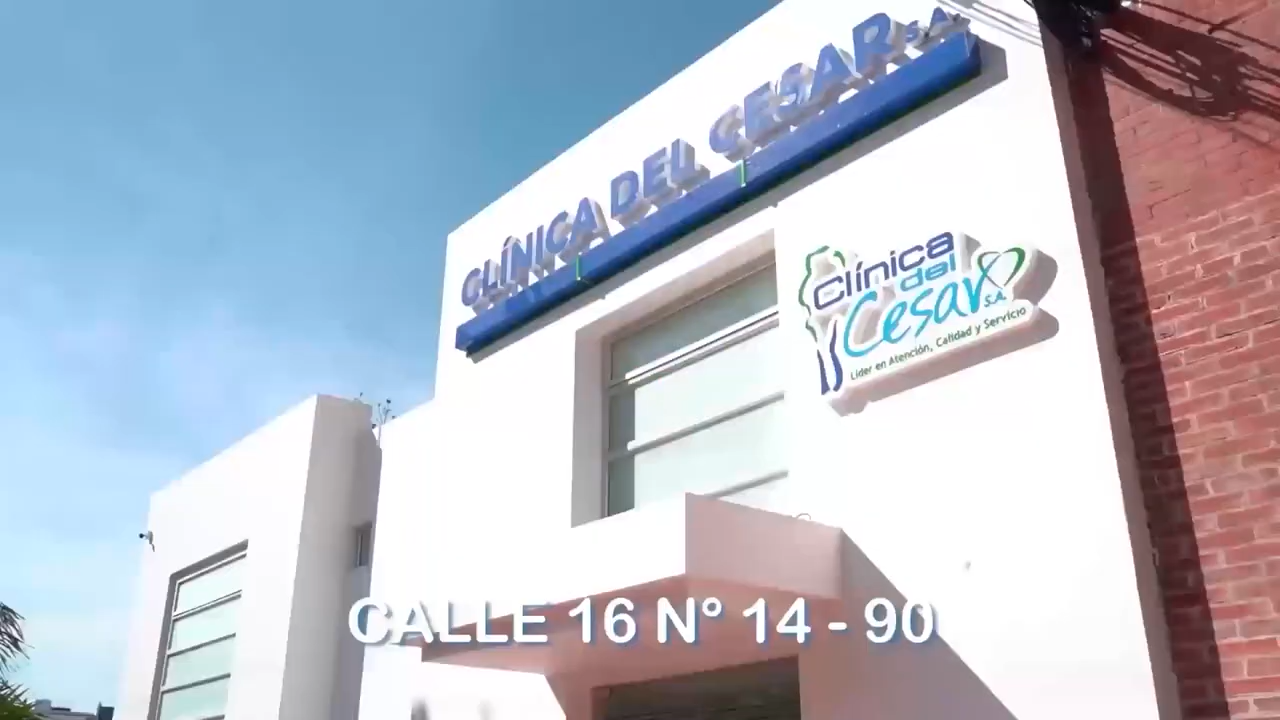 CLÍNICA DEL CESAR S.A.
Clínica
del
Cesar S.A.
Líder en Atención, Calidad y Servicio
CALLE 16 N° 14 - 90